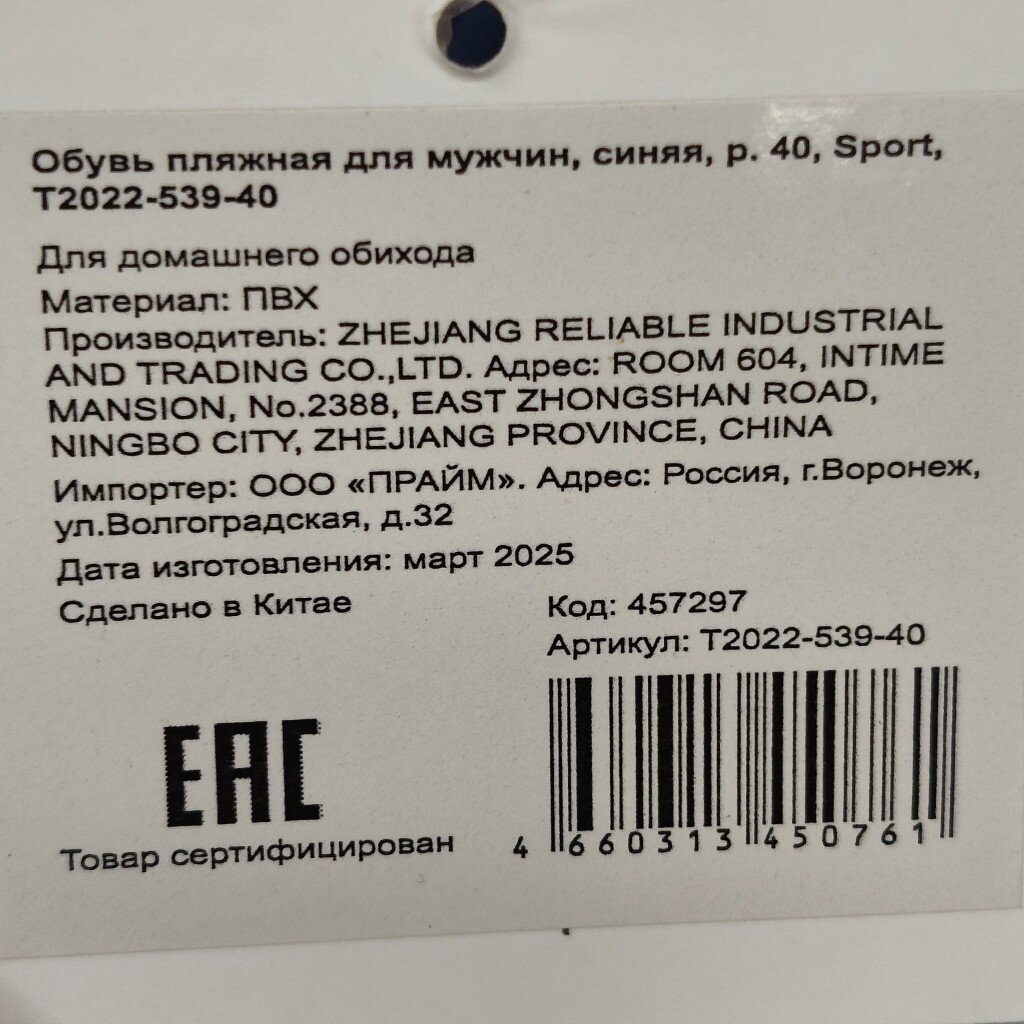 Обувь пляжная для мужчин, синяя, р. 40, Sport,
T2022-539-40
Для домашнего обихода
Материал: ПВХ
Производитель: ZHEJIANG RELIABLE INDUSTRIAL
AND TRADING CO.,LTD. Адрес: ROOM 604, INTIME
MANSION, No.2388, EAST ZHONGSHAN ROAD,
NINGBO CITY, ZHEJIANG PROVINCE, CHINA
Импортер: ООО «ПРАЙМ». Адрес: Россия, г.Воронеж,
ул.Волгоградская, д.32
Дата изготовления: март 2025
Сделано в Китае
Код: 457297
Артикул: T2022-539-40
EAC
Товар сертифицирован
4 660313 450761